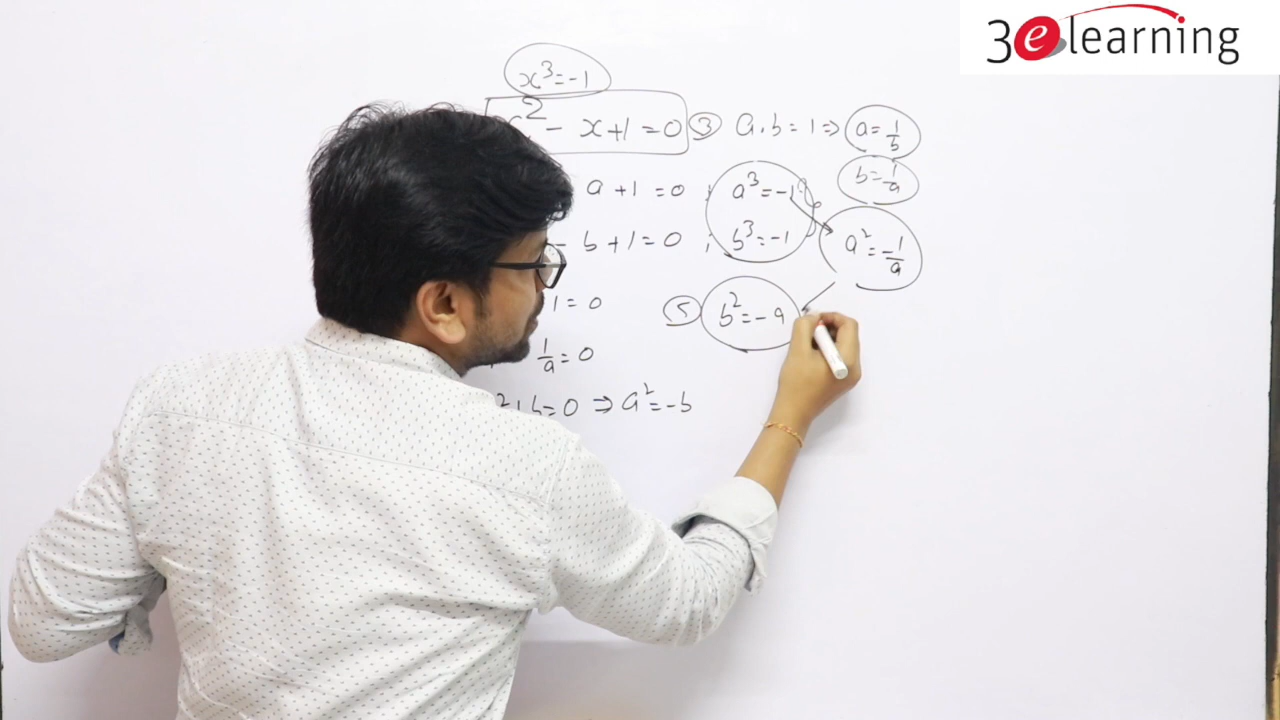 3elearning
x³=-1
x² - x+1=0
③ a.b=1⇒ a=1/b
b=1/a
a+1=0 ; a³=-1
- b+1=0 ; b³=-1
a²=-1/a
1=0
⑤ b²=-a
1/a=0
²+b=0 ⇒ a²=-b